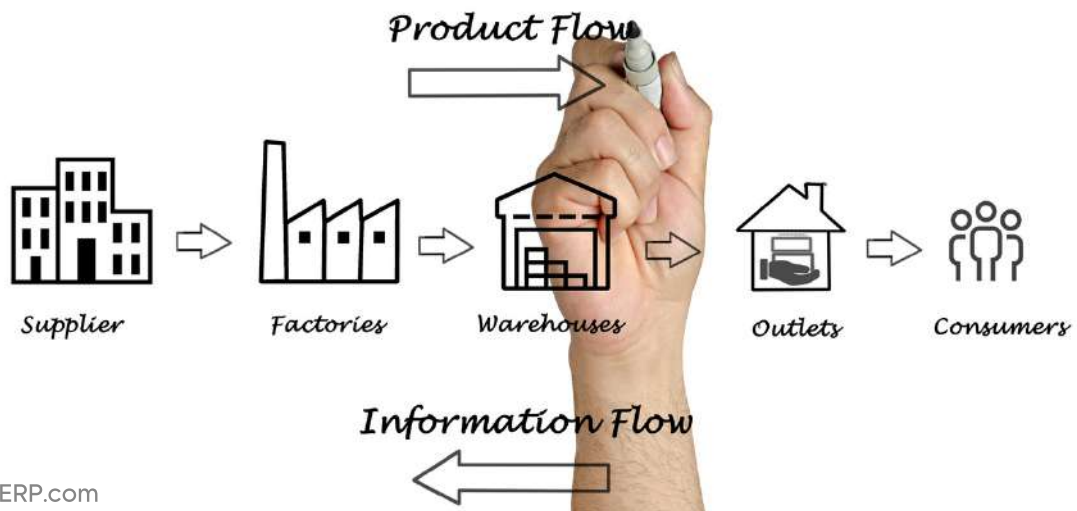 Product Flow
Supplier
Factories
Warehouses
Outlets
Consumers
Information Flow
ERP.com